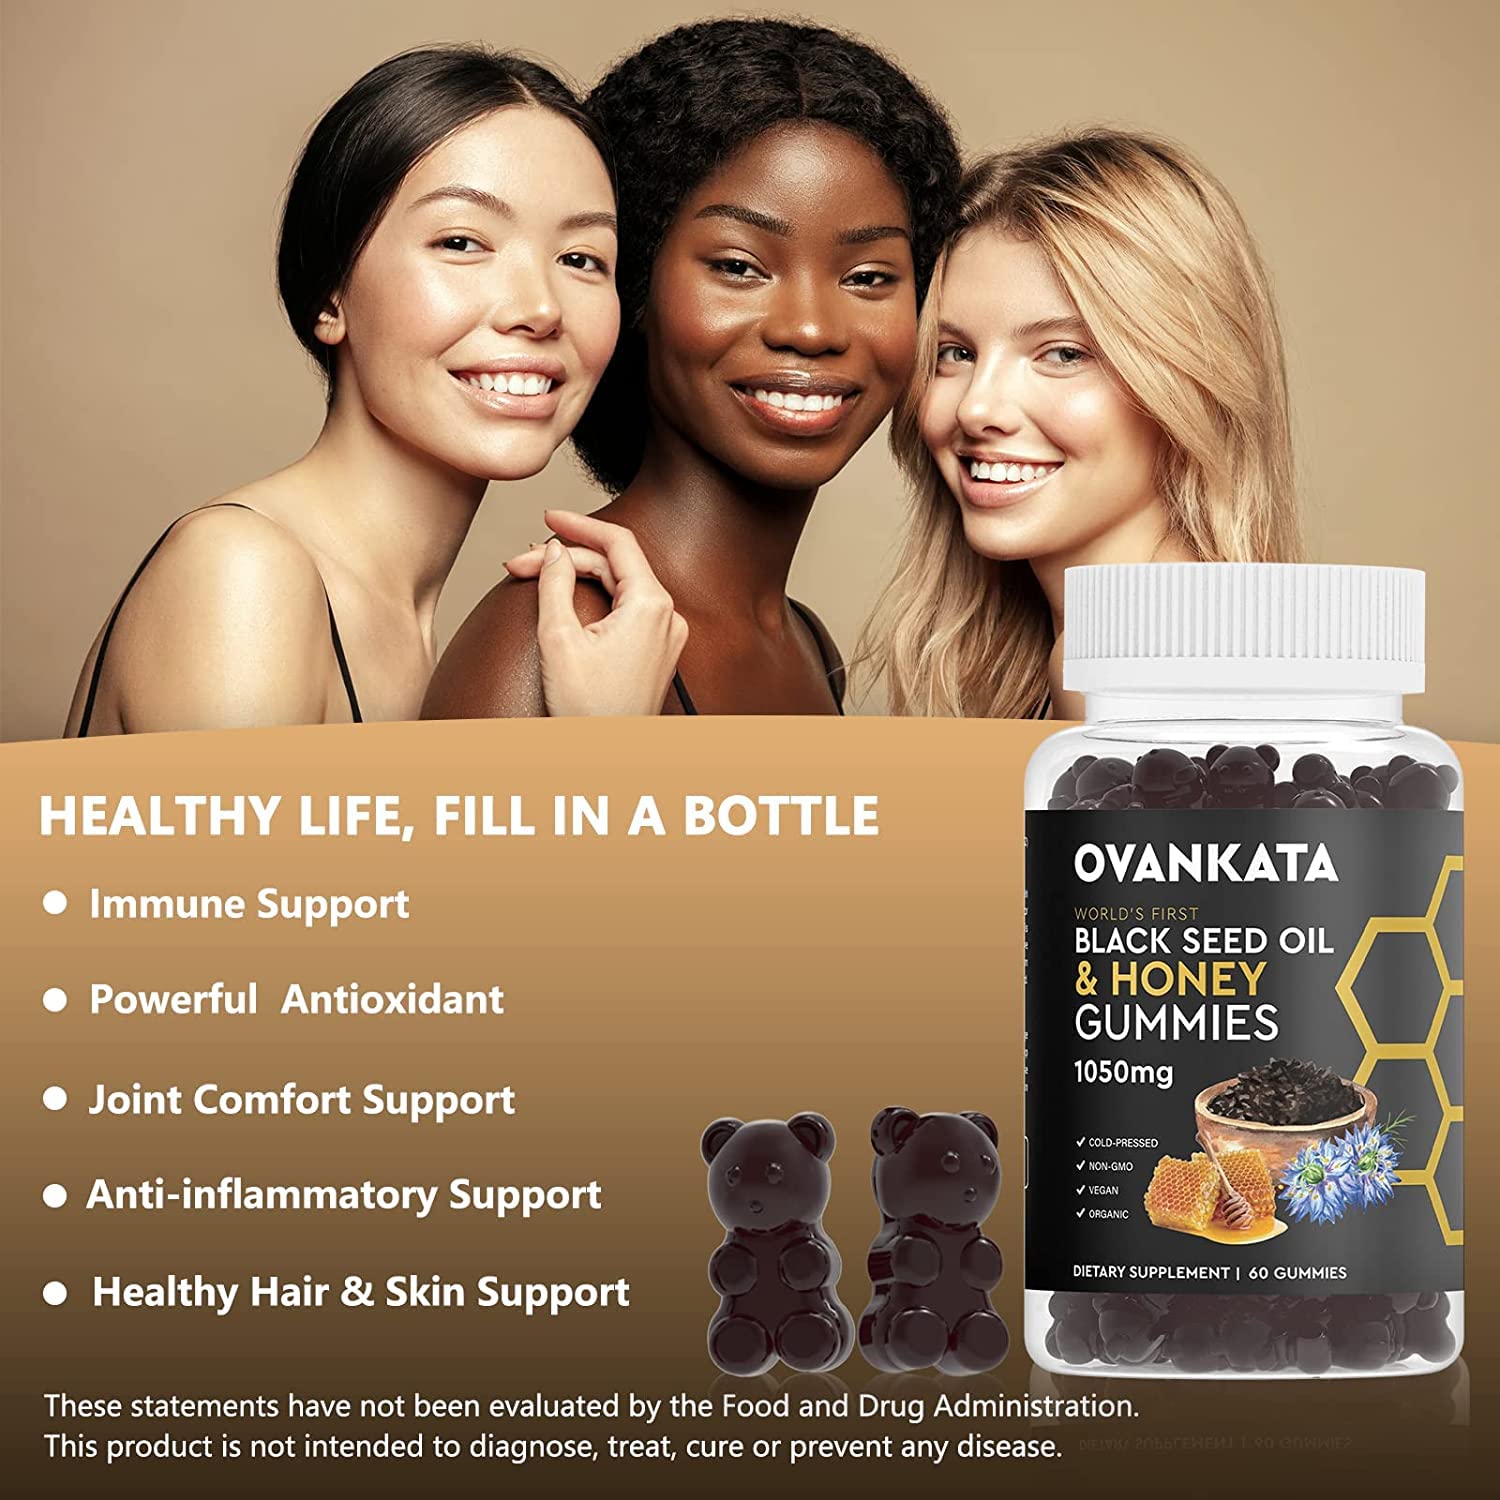 HEALTHY LIFE, FILL IN A BOTTLE
Immune Support
Powerful Antioxidant
Joint Comfort Support
Anti-inflammatory Support
Healthy Hair & Skin Support
OVANKATA
WORLD'S FIRST
BLACK SEED OIL
& HONEY
GUMMIES
1050mg
✓ COLD-PRESSED
✓ NON-GMO
✓ VEGAN
✓ ORGANIC
DIETARY SUPPLEMENT | 60 GUMMIES
These statements have not been evaluated by the Food and Drug Administration.
This product is not intended to diagnose, treat, cure or prevent any disease.